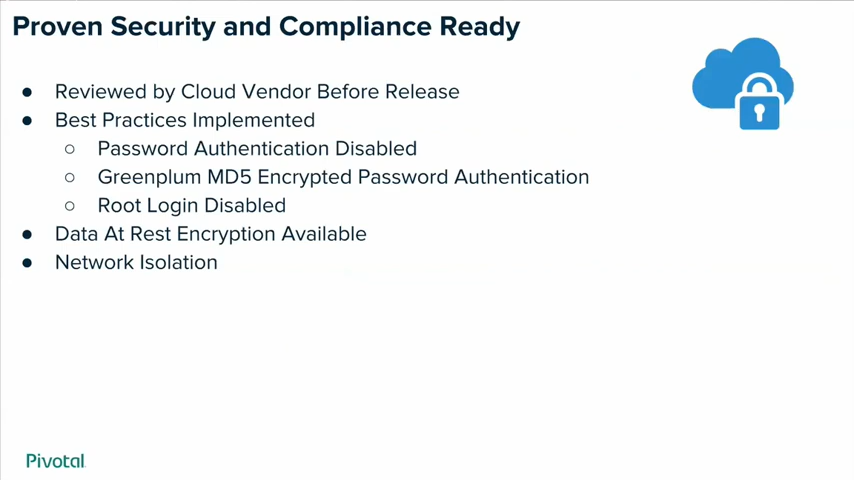 Proven Security and Compliance Ready
● Reviewed by Cloud Vendor Before Release
● Best Practices Implemented
○ Password Authentication Disabled
○ Greenplum MD5 Encrypted Password Authentication
○ Root Login Disabled
● Data At Rest Encryption Available
● Network Isolation
Pivotal